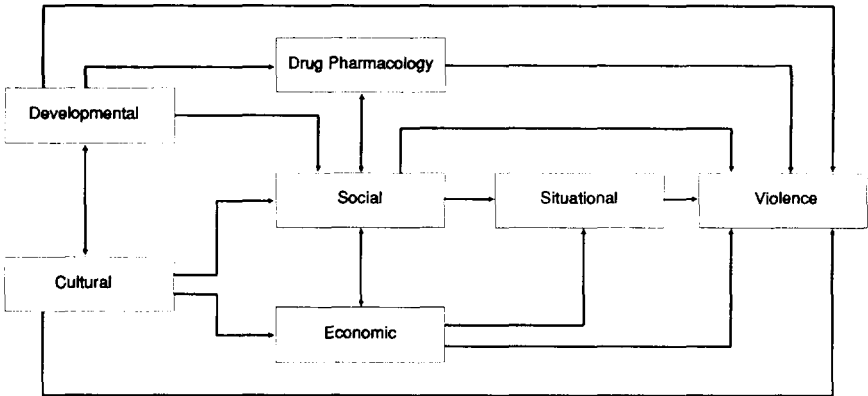 Drug Pharmacology
Developmental
Social
Situational
Violence
Cultural
Economic